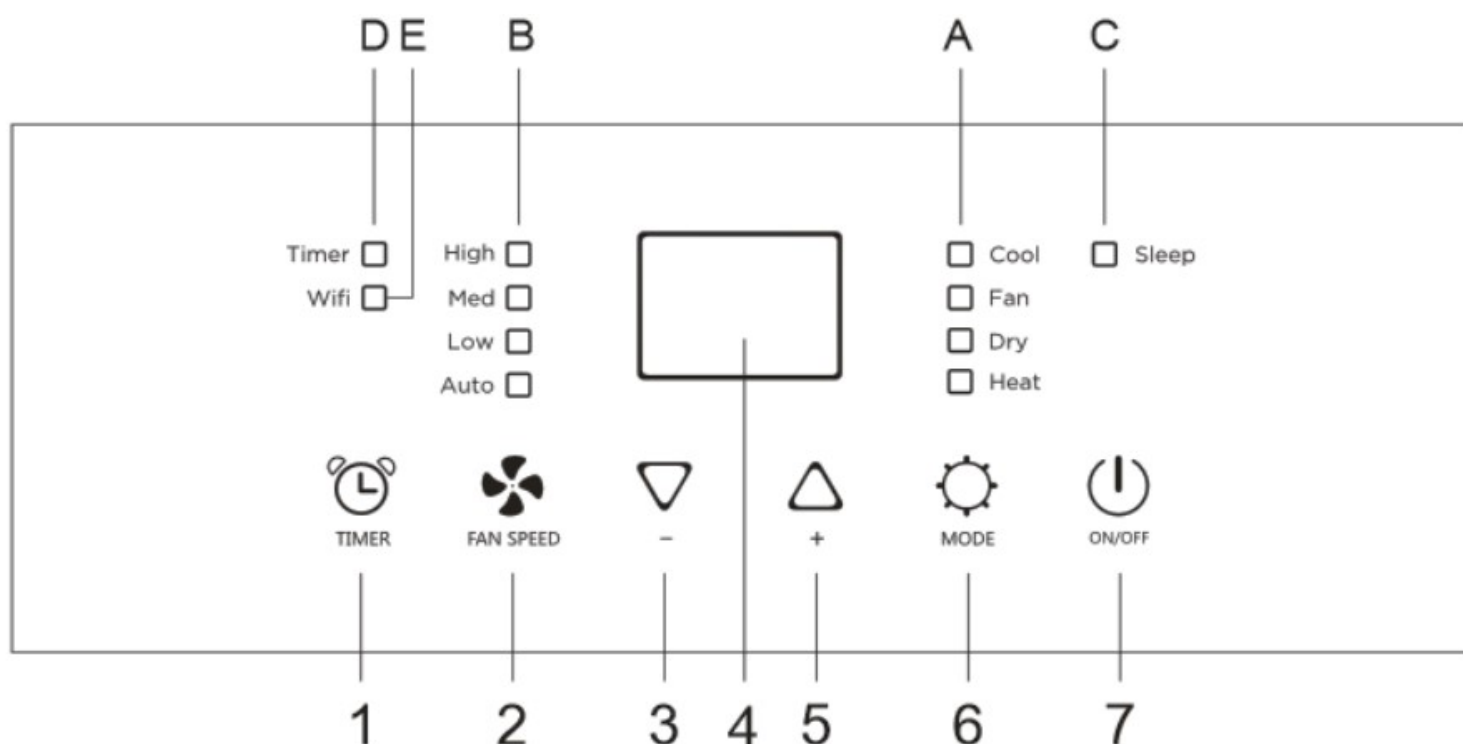 D E B A C
Timer High Cool Sleep
Wifi Med Fan
Low Dry
Auto Heat
TIMER FAN SPEED - + MODE ON/OFF
1 2 3 4 5 6 7